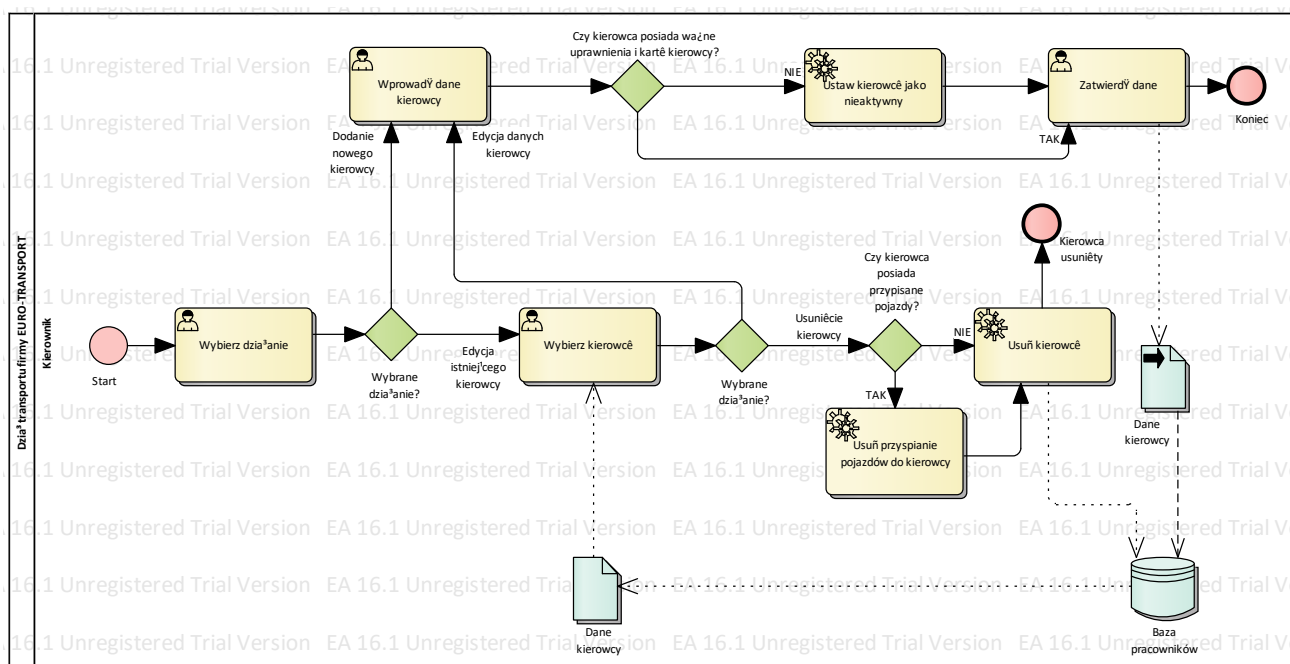 Dzia³ transportu firmy EURO-TRANSPORT
Kierownik
Czy kierowca posiada wa¿ne
uprawnienia i kartê kierowcy?
WprowadŸ dane
kierowcy
NIE
Ustaw kierowcê jako
nieaktywny
ZatwierdŸ dane
Koniec
TAK
Dodanie
nowego
kierowcy
Edycja danych
kierowcy
Start
Wybierz dzia³anie
Wybrane
dzia³anie?
Edycja
istniej¹cego
kierowcy
Wybierz kierowcê
Wybrane
dzia³anie?
Usuniêcie
kierowcy
Czy kierowca
posiada
przypisane
pojazdy?
NIE
TAK
Usuñ kierowcê
Kierowca
usuniêty
Usuñ przyspianie
pojazdów do kierowcy
Dane
kierowcy
Dane
kierowcy
Baza
pracowników
EA 16.1 Unregistered Trial Version